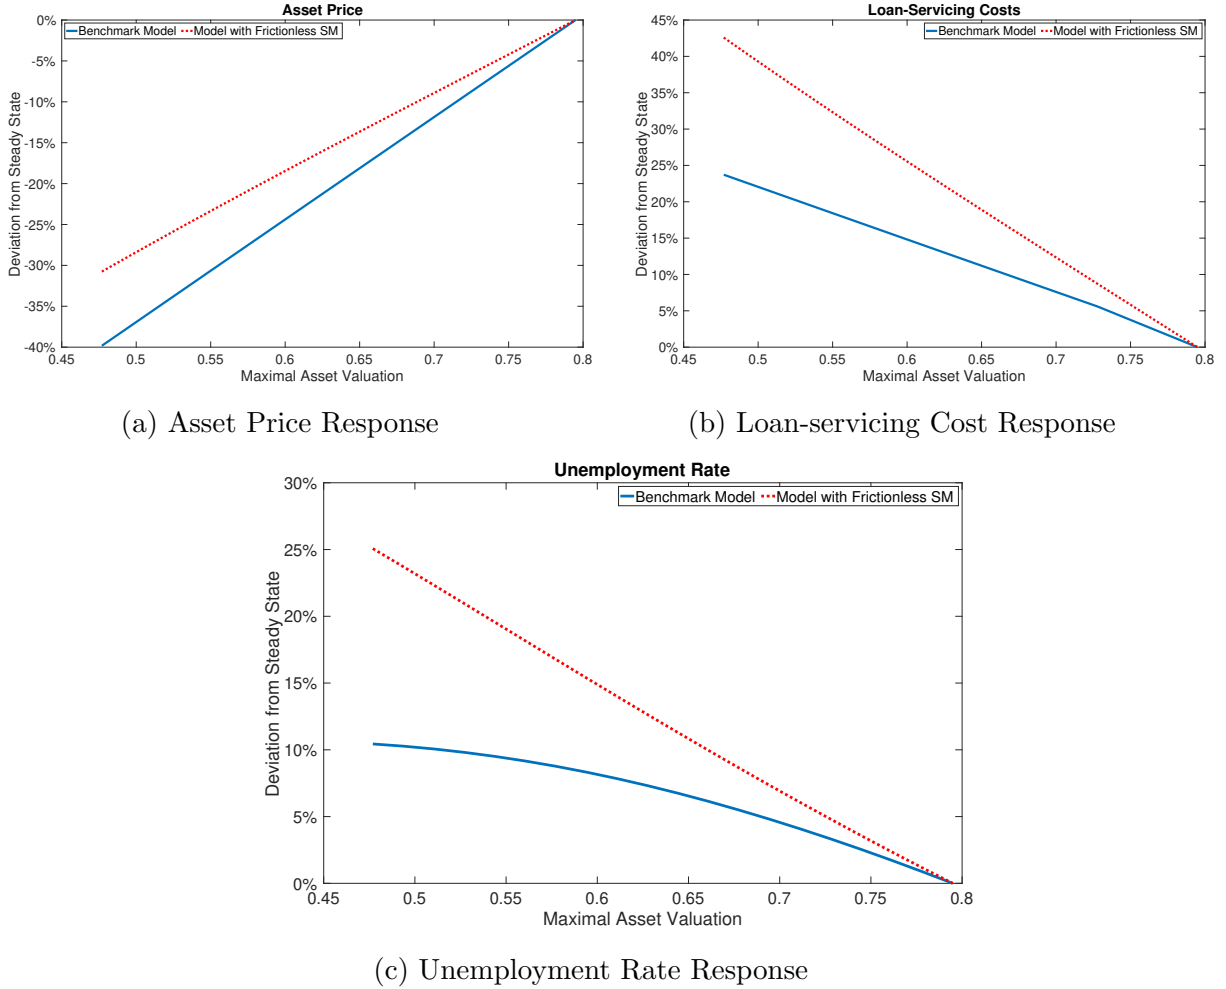 Asset Price
Benchmark Model Model with Frictionless SM
Deviation from Steady State
0%
-5%
-10%
-15%
-20%
-25%
-30%
-35%
-40%
0.45 0.5 0.55 0.6 0.65 0.7 0.75 0.8
Maximal Asset Valuation
(a) Asset Price Response
Loan-Servicing Costs
Benchmark Model Model with Frictionless SM
Deviation from Steady State
45%
40%
35%
30%
25%
20%
15%
10%
5%
0%
0.45 0.5 0.55 0.6 0.65 0.7 0.75 0.8
Maximal Asset Valuation
(b) Loan-servicing Cost Response
Unemployment Rate
Benchmark Model Model with Frictionless SM
Deviation from Steady State
30%
25%
20%
15%
10%
5%
0%
0.45 0.5 0.55 0.6 0.65 0.7 0.75 0.8
Maximal Asset Valuation
(c) Unemployment Rate Response